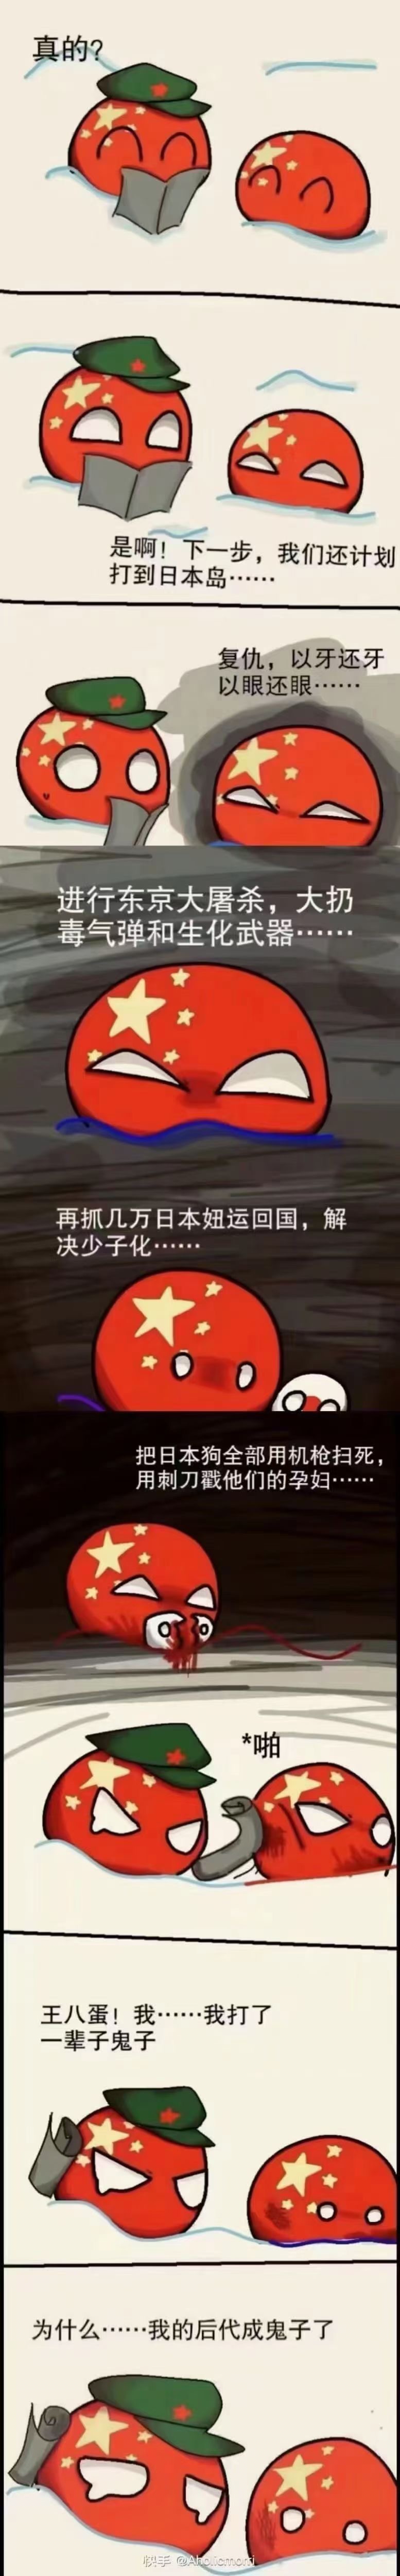 真的?
是啊！下一步，我们还计划
打到日本岛……
复仇，以牙还牙
以眼还眼……
进行东京大屠杀，大扔
毒气弹和生化武器……
再抓几万日本妞运回国，解
决少子化……
把日本狗全部用机枪扫死，
用刺刀戳他们的孕妇……
*啪
王八蛋！我……我打了
一辈子鬼子
为什么……我的后代成鬼子了